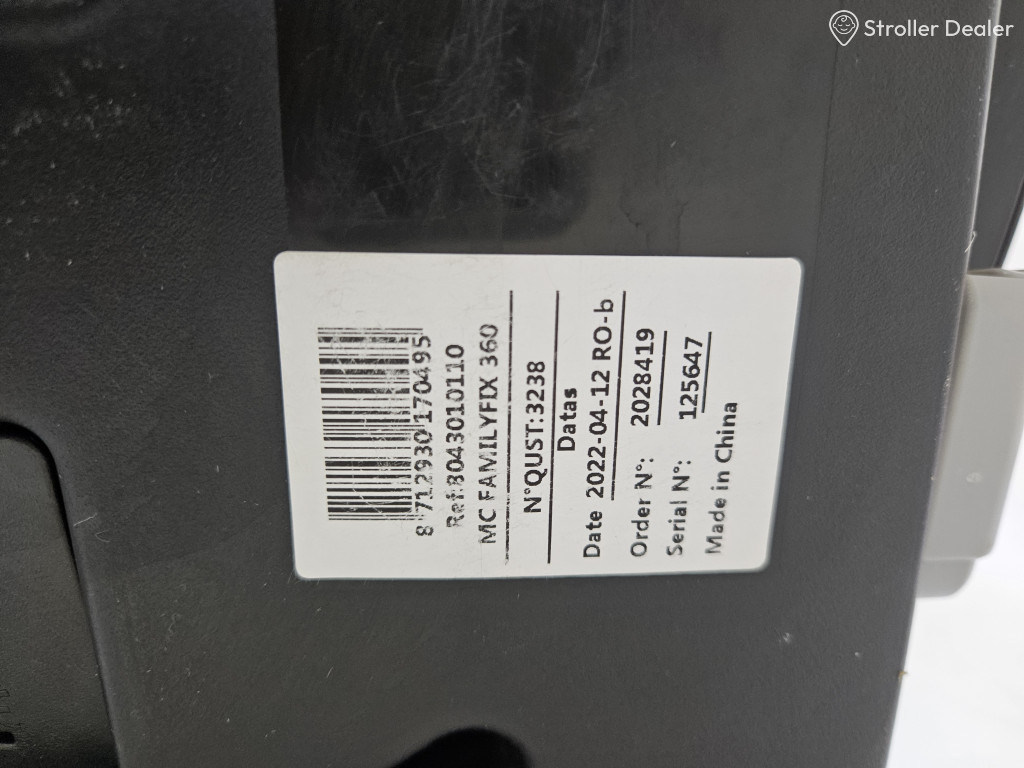 Stroller Dealer
8 712930 170495
Ref:8043010110
MC FAMILYFIX 360
N°QUST:3238
Datas
Date 2022-04-12 RO-b
Order N°: 2028419
Serial N°: 125647
Made in China